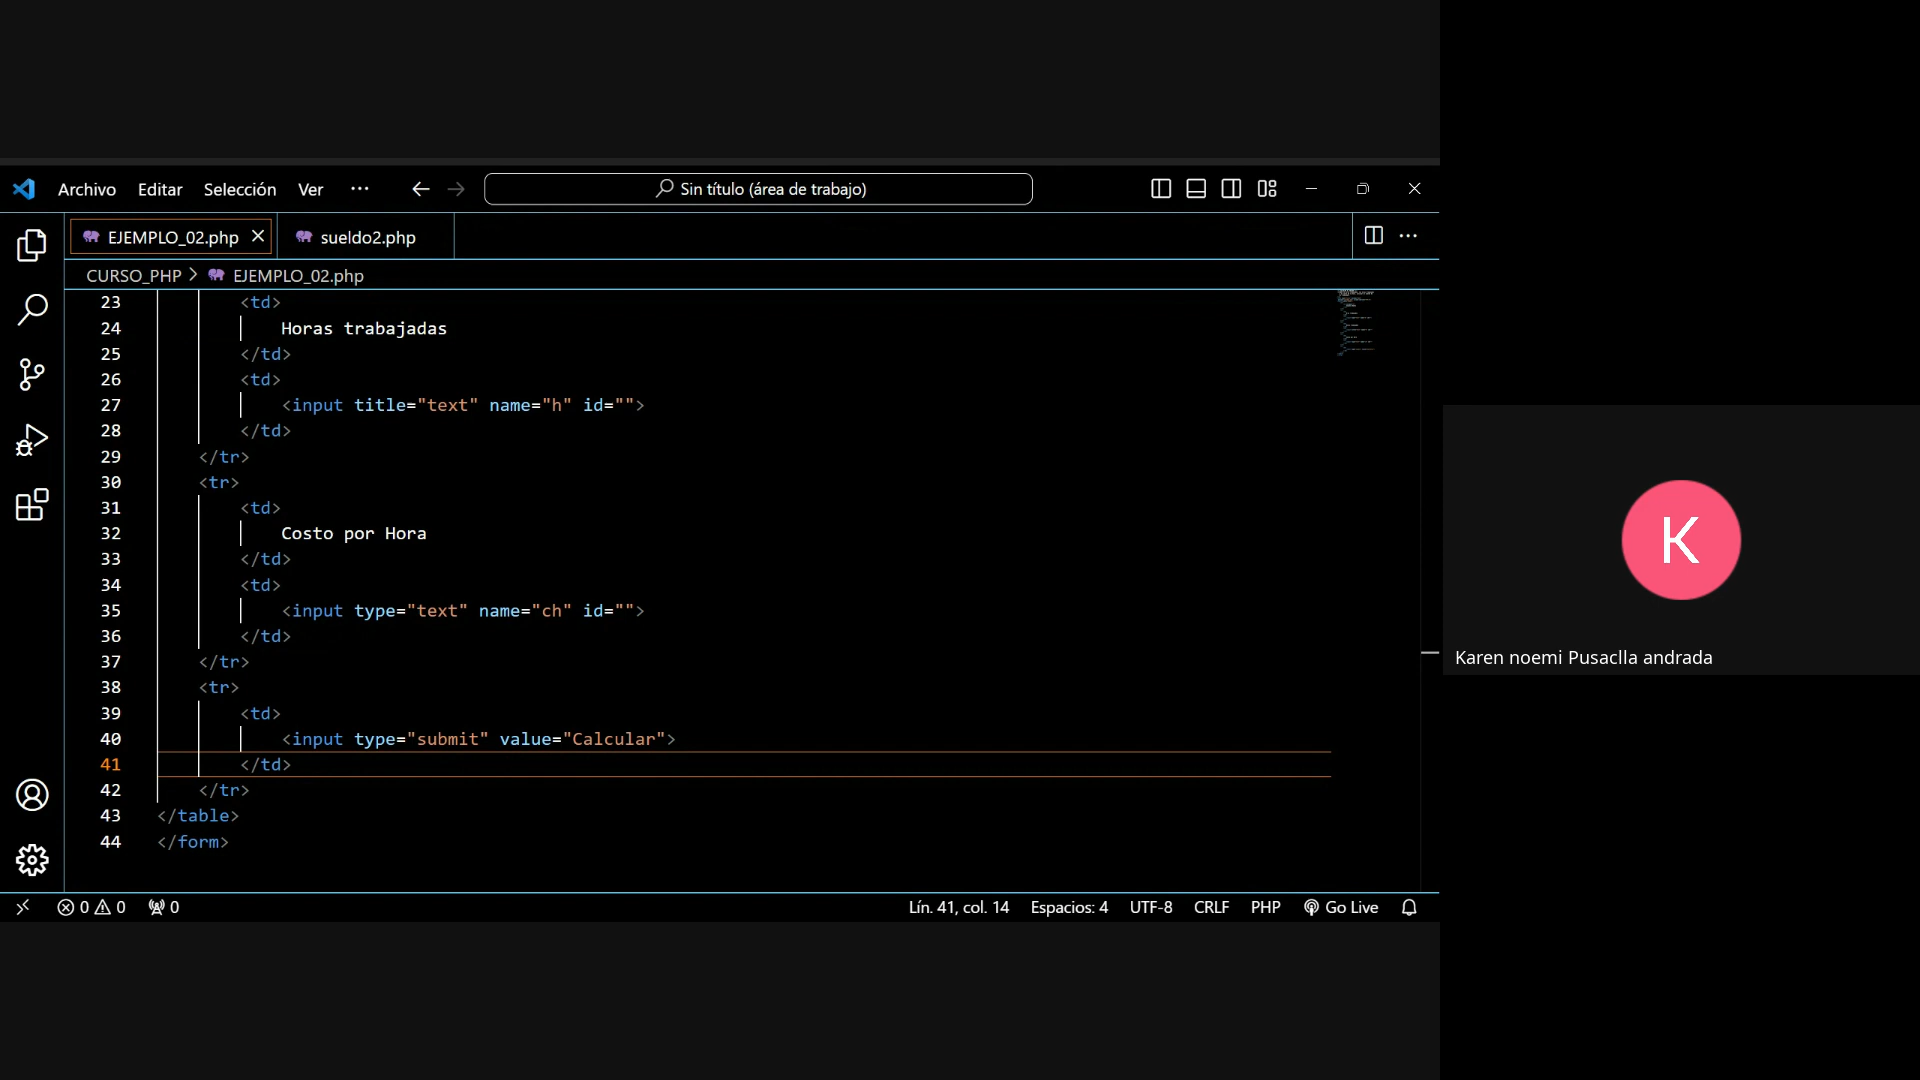 Archivo Editar Selección Ver ··· Sin título (área de trabajo)
EJEMPLO_02.php sueldo2.php
CURSO_PHP > EJEMPLO_02.php
23 <td>
24 Horas trabajadas
25 </td>
26 <td>
27 <input title="text" name="h" id="">
28 </td>
29 </tr>
30 <tr>
31 <td>
32 Costo por Hora
33 </td>
34 <td>
35 <input type="text" name="ch" id="">
36 </td>
37 </tr>
38 <tr>
39 <td>
40 <input type="submit" value="Calcular">
41 </td>
42 </tr>
43 </table>
44 </form>
0 0 0 Lín. 41, col. 14 Espacios: 4 UTF-8 CRLF PHP Go Live
K
Karen noemi Pusaclla andrada